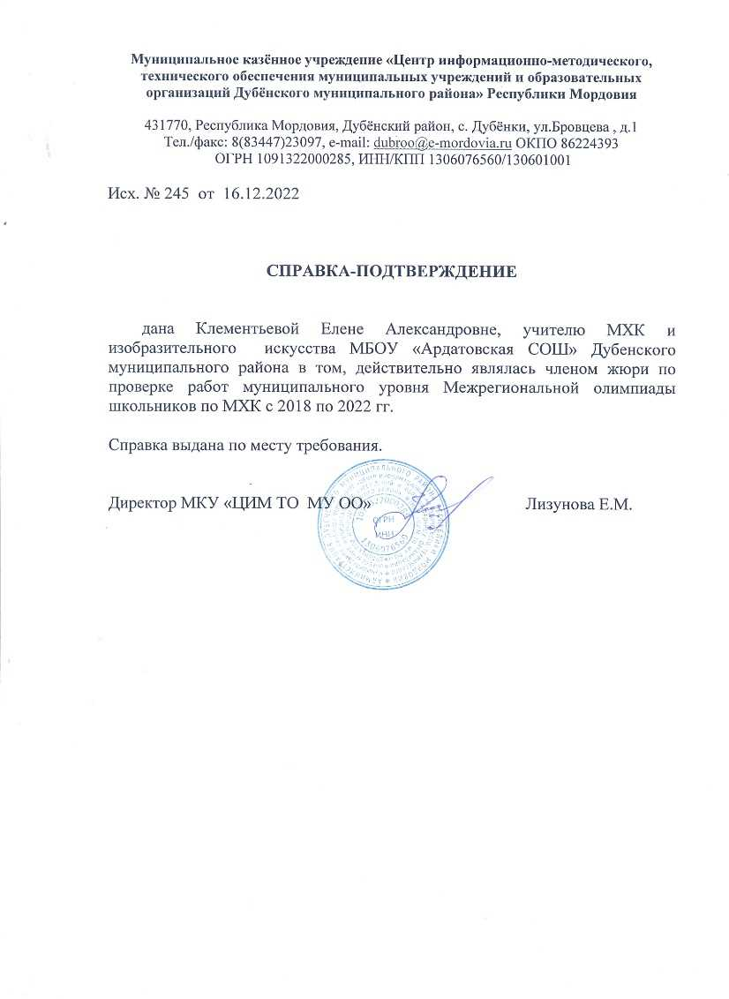 Муниципальное казённое учреждение «Центр информационно-методического,
технического обеспечения муниципальных учреждений и образовательных
организаций Дубёнского муниципального района» Республики Мордовия
431770, Республика Мордовия, Дубёнский район, с. Дубёнки, ул.Бровцева , д.1
Тел./факс: 8(83447)23097, e-mail: dubroo@e-mordovia.ru ОКПО 86224393
ОГРН 1091322000285, ИНН/КПП 1306076560/130601001
Исх. № 245 от 16.12.2022
СПРАВКА-ПОДТВЕРЖДЕНИЕ
дана Клементьевой Елене Александровне, учителю МХК и
изобразительного искусства МБОУ «Ардатовская СОШ» Дубенского
муниципального района в том, действительно являлась членом жюри по
проверке работ муниципального уровня Межрегиональной олимпиады
школьников по МХК с 2018 по 2022 гг.
Справка выдана по месту требования.
Директор МКУ «ЦИМ ТО МУ ОО» Лизунова Е.М.
ОГРН
ИНН
1306076560